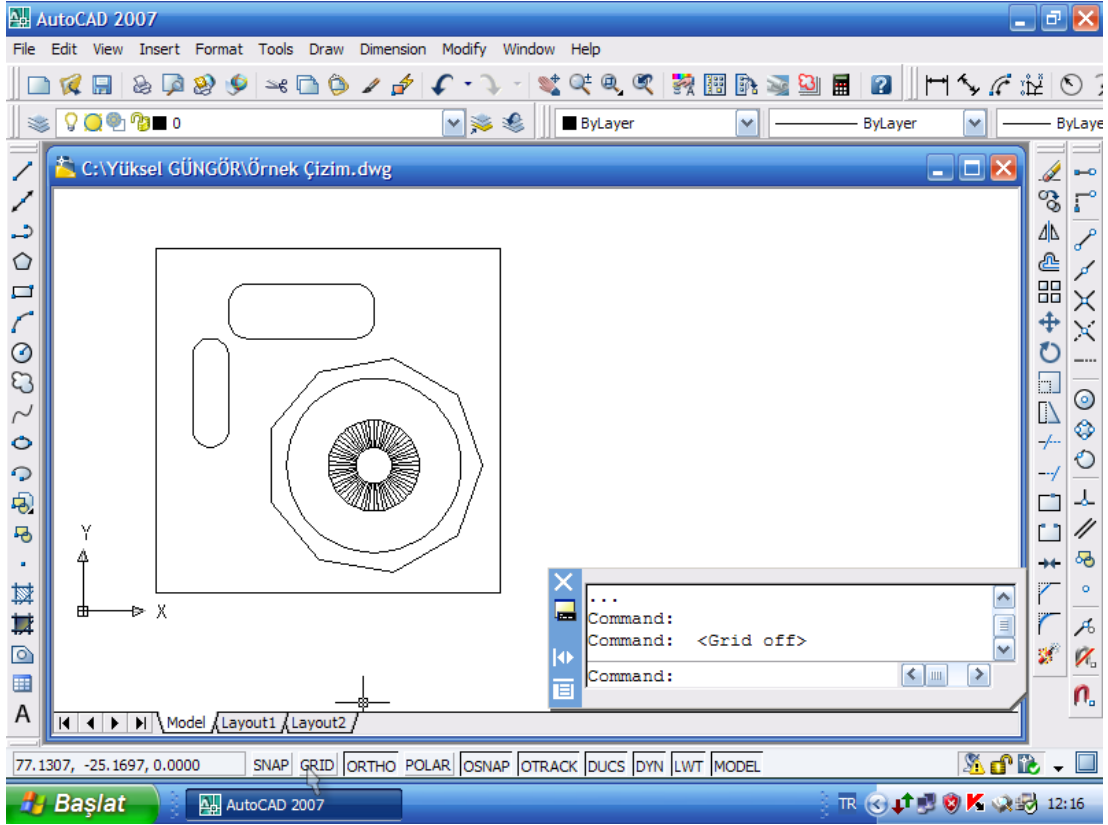 AutoCAD 2007
File Edit View Insert Format Tools Draw Dimension Modify Window Help
0 ByLayer ByLayer ByLaye
C:\Yüksel GÜNGÖR\Örnek Çizim.dwg
Y
X
...
Command:
Command: <Grid off>
Command:
A
Model Layout1 Layout2
77.1307, -25.1697, 0.0000 SNAP GRID ORTHO POLAR OSNAP OTRACK DUCS DYN LWT MODEL
Başlat AutoCAD 2007 TR 12:16